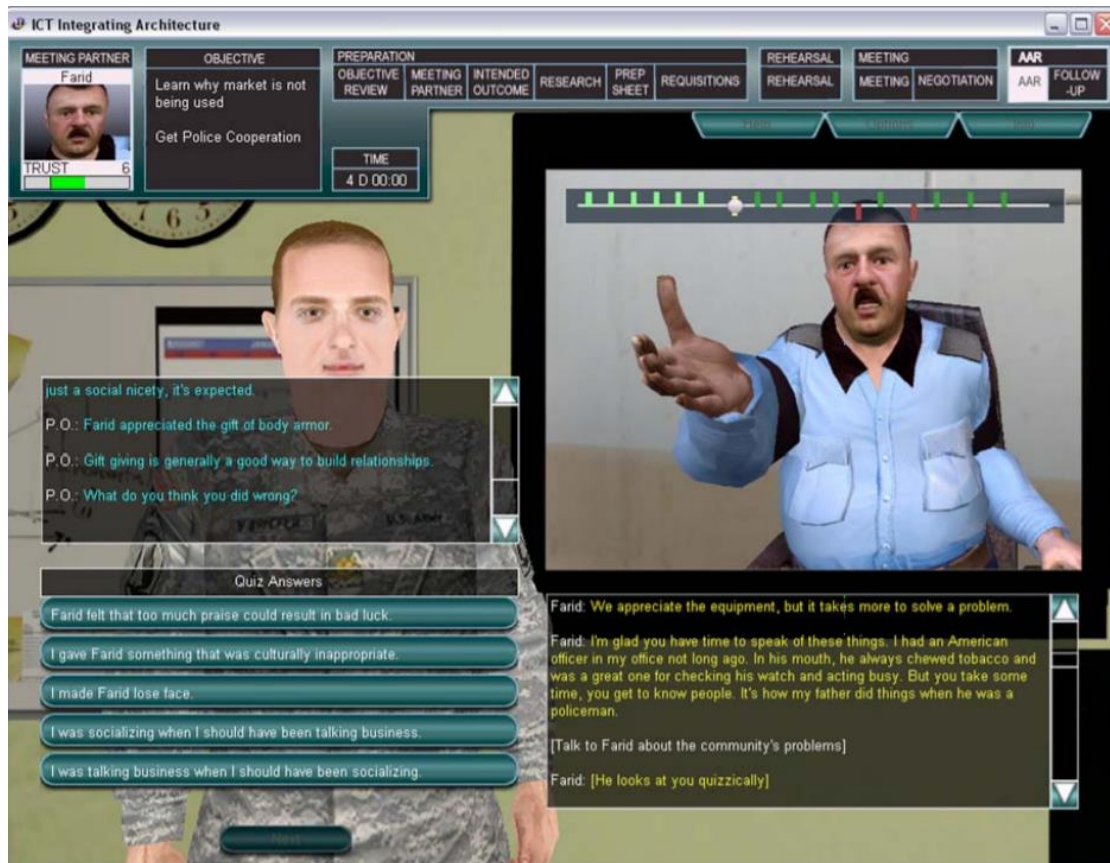 ICT Integrating Architecture
MEETING PARTNER
Farid
TRUST 6
OBJECTIVE
Learn why market is not
being used
Get Police Cooperation
PREPARATION
OBJECTIVE REVIEW
MEETING PARTNER
INTENDED OUTCOME
RESEARCH
PREP SHEET
REQUISITIONS
REHEARSAL
REHEARSAL
MEETING
MEETING
NEGOTIATION
AAR
AAR
FOLLOW -UP
TIME
4 D 00:00
7 6 5
just a social nicety, it's expected.
P.O.: Farid appreciated the gift of body armor.
P.O.: Gift giving is generally a good way to build relationships.
P.O.: What do you think you did wrong?
Quiz Answers
Farid felt that too much praise could result in bad luck.
I gave Farid something that was culturally inappropriate.
I made Farid lose face.
I was socializing when I should have been talking business.
I was talking business when I should have been socializing.
Next
Farid: We appreciate the equipment, but it takes more to solve a problem.
Farid: I'm glad you have time to speak of these things. I had an American
officer in my office not long ago. In his mouth, he always chewed tobacco and
was a great one for checking his watch and acting busy. But you take some
time, you get to know people. It's how my father did things when he was a
policeman.
[Talk to Farid about the community's problems]
Farid: [He looks at you quizzically]